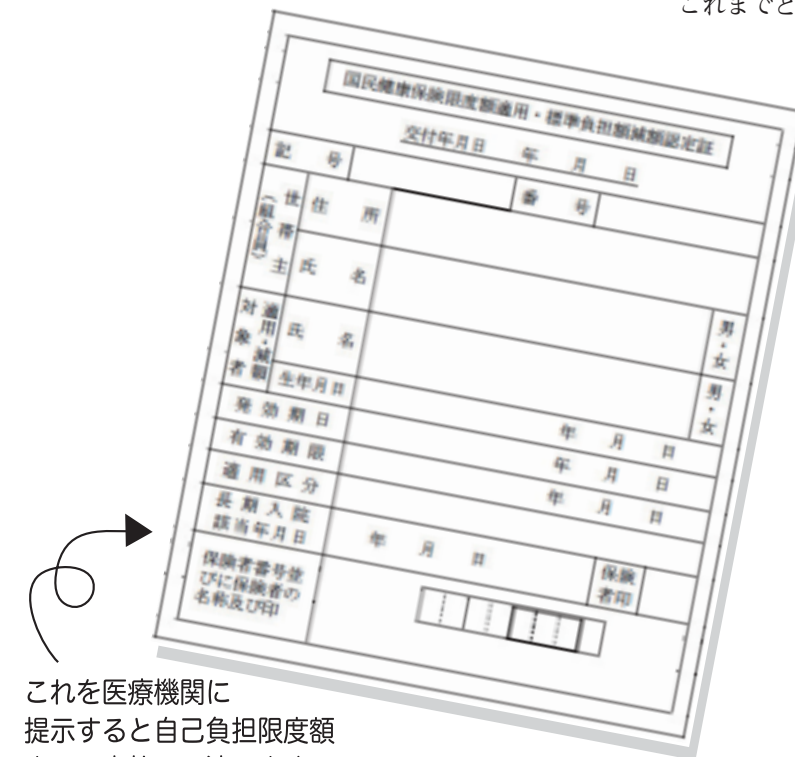 これまでと
国民健康保険限度額適用・標準負担額減額認定証
交付年月日 年 月 日
記 号 番 号
世帯主
(組合員)
住 所
氏 名 男・女
適用・減額
対象者
氏 名 男・女
生年月日 年 月 日
発効期日 年 月 日
有効期限 年 月 日
適用区分
長期入院
該当年月日 年 月 日
保険
者印
保険者番号並
びに保険者の
名称及び印
これを医療機関に
提示すると自己負担限度額